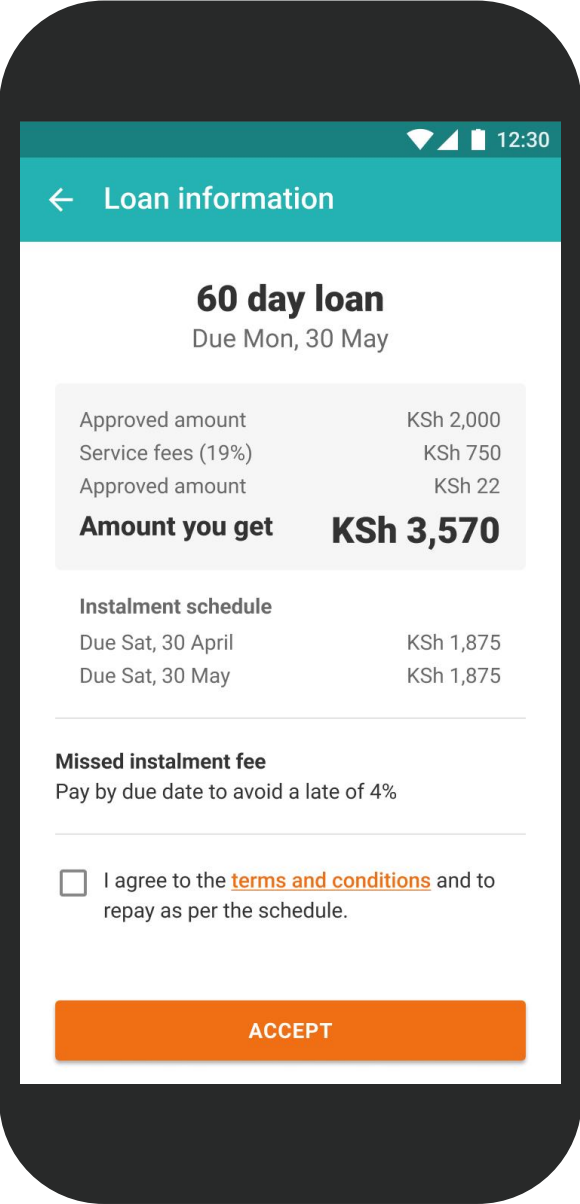 12:30
Loan information
60 day loan
Due Mon, 30 May
Approved amount KSh 2,000
Service fees (19%) KSh 750
Approved amount KSh 22
Amount you get KSh 3,570
Instalment schedule
Due Sat, 30 April KSh 1,875
Due Sat, 30 May KSh 1,875
Missed instalment fee
Pay by due date to avoid a late of 4%
I agree to the terms and conditions and to
repay as per the schedule.
ACCEPT